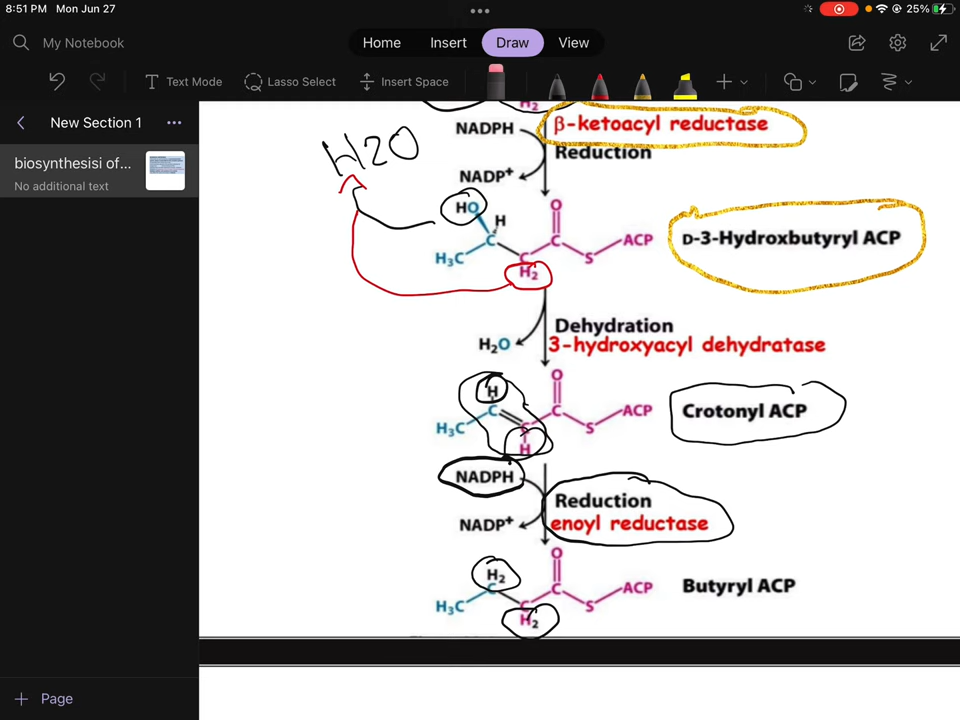 8:51 PM Mon Jun 27
25%
My Notebook
Home Insert Draw View
Text Mode Lasso Select Insert Space
New Section 1
biosynthesisi of...
No additional text
H2
NADPH β-ketoacyl reductase
Reduction
NADP+
H2O
HO H O
H3C C C C S ACP
H2
D-3-Hydroxbutyryl ACP
Dehydration
H2O 3-hydroxyacyl dehydratase
H O
H3C C C C S ACP
H
Crotonyl ACP
NADPH
Reduction
NADP+ enoyl reductase
H2 O
H3C C C C S ACP
H2
Butyryl ACP
Page